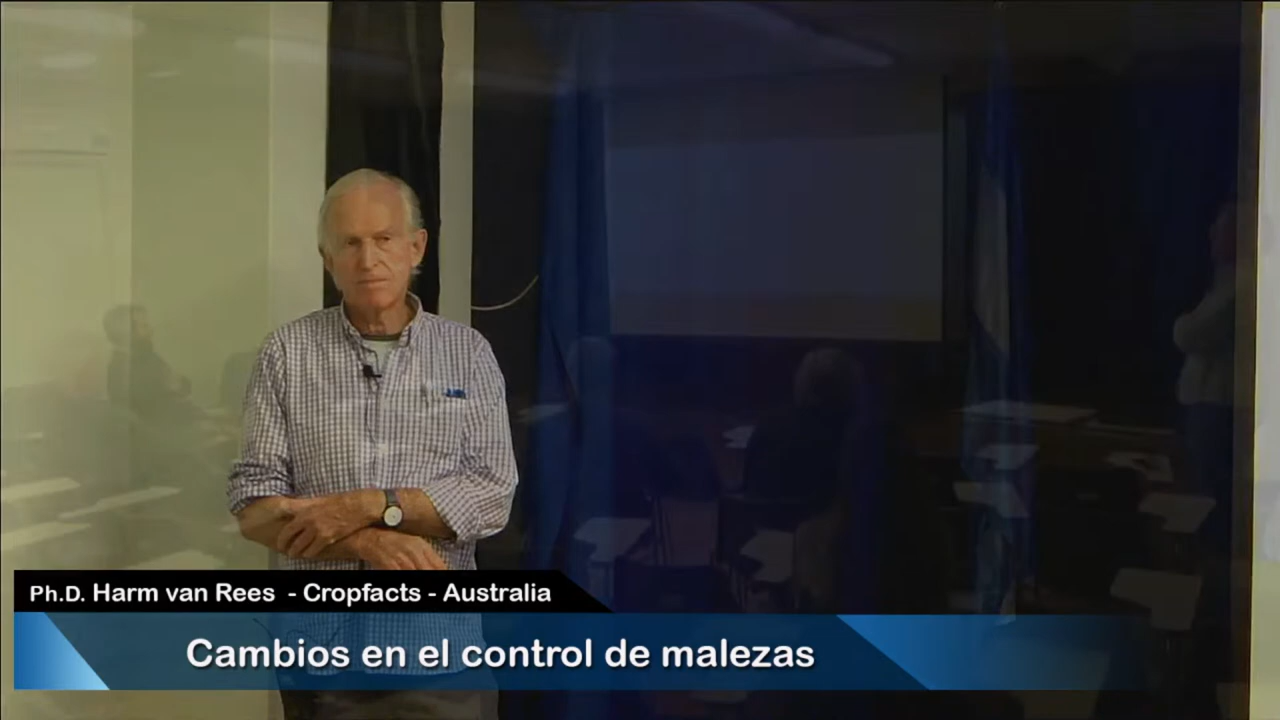 Ph.D. Harm van Rees - Cropfacts - Australia
Cambios en el control de malezas